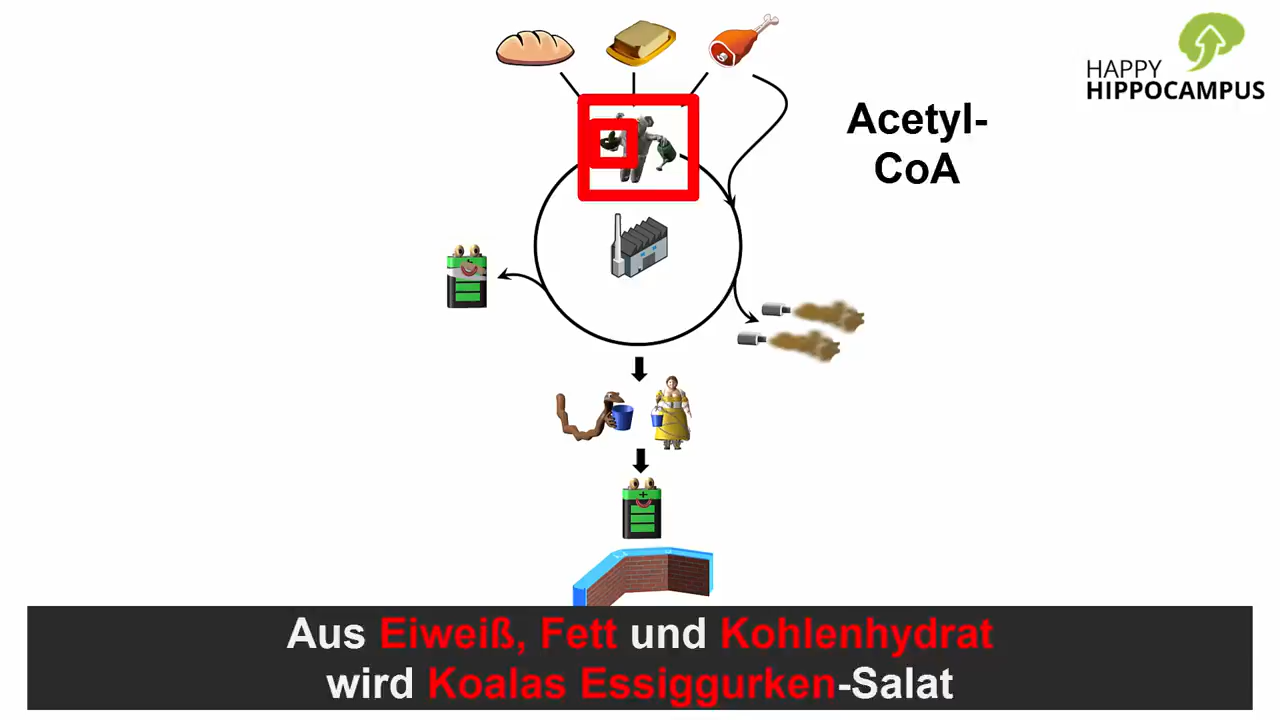 HAPPY
HIPPOCAMPUS
Acetyl-
CoA
Aus Eiweiß, Fett und Kohlenhydrat
wird Koalas Essiggurken-Salat